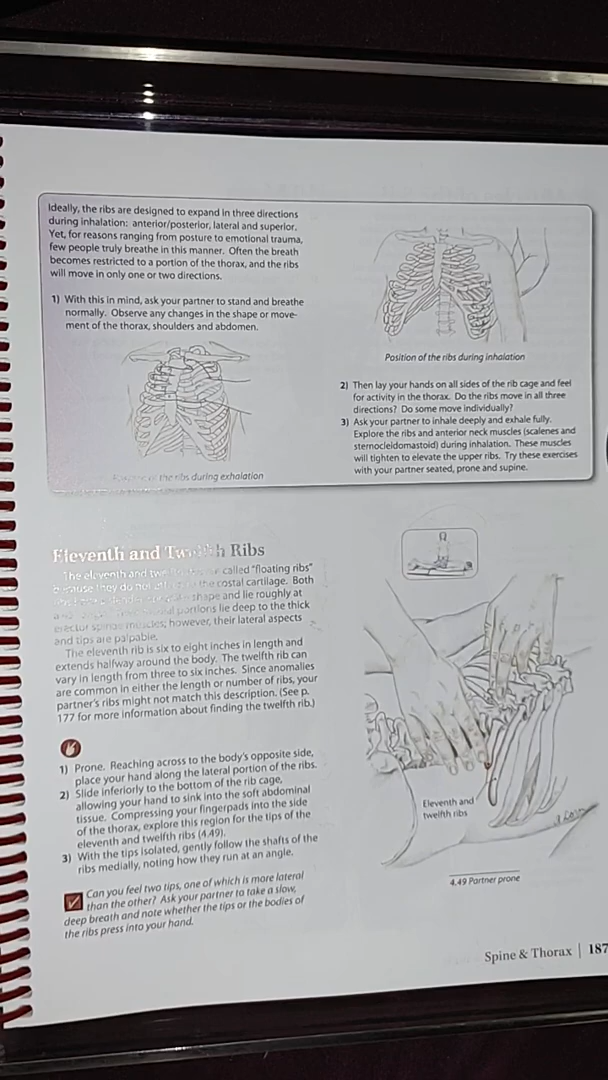 Ideally, the ribs are designed to expand in three directions
during inhalation: anterior/posterior, lateral and superior.
Yet, for reasons ranging from posture to emotional trauma,
few people truly breathe in this manner. Often the breath
becomes restricted to a portion of the thorax, and the ribs
will move in only one or two directions.
1) With this in mind, ask your partner to stand and breathe
normally. Observe any changes in the shape or move-
ment of the thorax, shoulders and abdomen.
the ribs during exhalation
Position of the ribs during inhalation
2) Then lay your hands on all sides of the rib cage and feel
for activity in the thorax. Do the ribs move in all three
directions? Do some move individually?
3) Ask your partner to inhale deeply and exhale fully.
Explore the ribs and anterior neck muscles (scalenes and
sternocleidomastoid) during inhalation. These muscles
will tighten to elevate the upper ribs. Try these exercises
with your partner seated, prone and supine.
Eleventh and Twelfth Ribs
The eleventh and called "floating ribs"
because they do not the costal cartilage. Both
shape and lie roughly at
portions lie deep to the thick
erector spinae muscles; however, their lateral aspects
and tips are palpable.
The eleventh rib is six to eight inches in length and
extends halfway around the body. The twelfth rib can
vary in length from three to six inches. Since anomalies
are common in either the length or number of ribs, your
partner's ribs might not match this description. (See p.
177 for more information about finding the twelfth rib.)
1) Prone. Reaching across to the body's opposite side,
place your hand along the lateral portion of the ribs.
2) Slide inferiorly to the bottom of the rib cage,
allowing your hand to sink into the soft abdominal
tissue. Compressing your fingerpads into the side
of the thorax, explore this region for the tips of the
eleventh and twelfth ribs (4.49).
3) With the tips isolated, gently follow the shafts of the
ribs medially, noting how they run at an angle.
Can you feel two tips, one of which is more lateral
than the other? Ask your partner to take a slow,
deep breath and note whether the tips or the bodies of
the ribs press into your hand.
Eleventh and
twelfth ribs
4.49 Partner prone
Spine & Thorax | 187